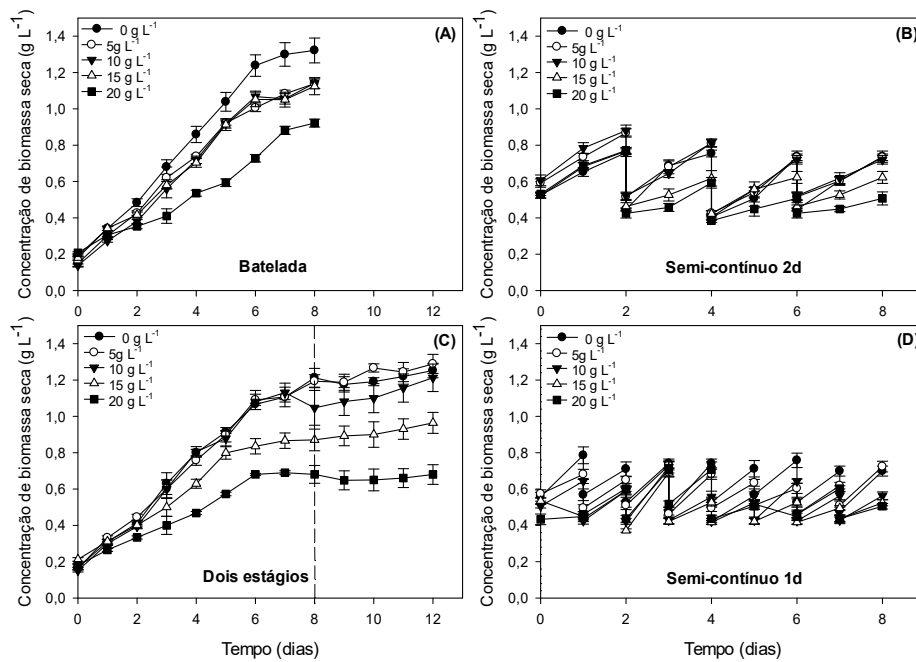 Concentração de biomassa seca (g L⁻¹)
1,4
1,2
1,0
0,8
0,6
0,4
0,2
0,0
0 g L⁻¹
5g L⁻¹
10 g L⁻¹
15 g L⁻¹
20 g L⁻¹
(A)
Batelada
0 2 4 6 8 10 12
Concentração de biomassa seca (g L⁻¹)
1,4
1,2
1,0
0,8
0,6
0,4
0,2
0,0
0 g L⁻¹
5g L⁻¹
10 g L⁻¹
15 g L⁻¹
20 g L⁻¹
(B)
Semi-contínuo 2d
0 2 4 6 8
Concentração de biomassa seca (g L⁻¹)
1,4
1,2
1,0
0,8
0,6
0,4
0,2
0,0
0 g L⁻¹
5g L⁻¹
10 g L⁻¹
15 g L⁻¹
20 g L⁻¹
(C)
Dois estágios
0 2 4 6 8 10 12
Tempo (dias)
Concentração de biomassa seca (g L⁻¹)
1,4
1,2
1,0
0,8
0,6
0,4
0,2
0,0
0 g L⁻¹
5g L⁻¹
10 g L⁻¹
15 g L⁻¹
20 g L⁻¹
(D)
Semi-contínuo 1d
0 2 4 6 8
Tempo (dias)